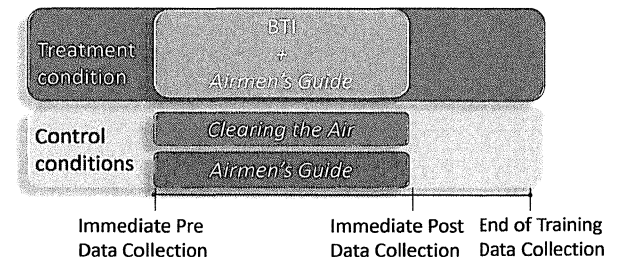 BTI
+
Airmen's Guide
Treatment
condition
Clearing the Air
Control
conditions
Airmen's Guide
Immediate Pre
Data Collection
Immediate Post
Data Collection
End of Training
Data Collection